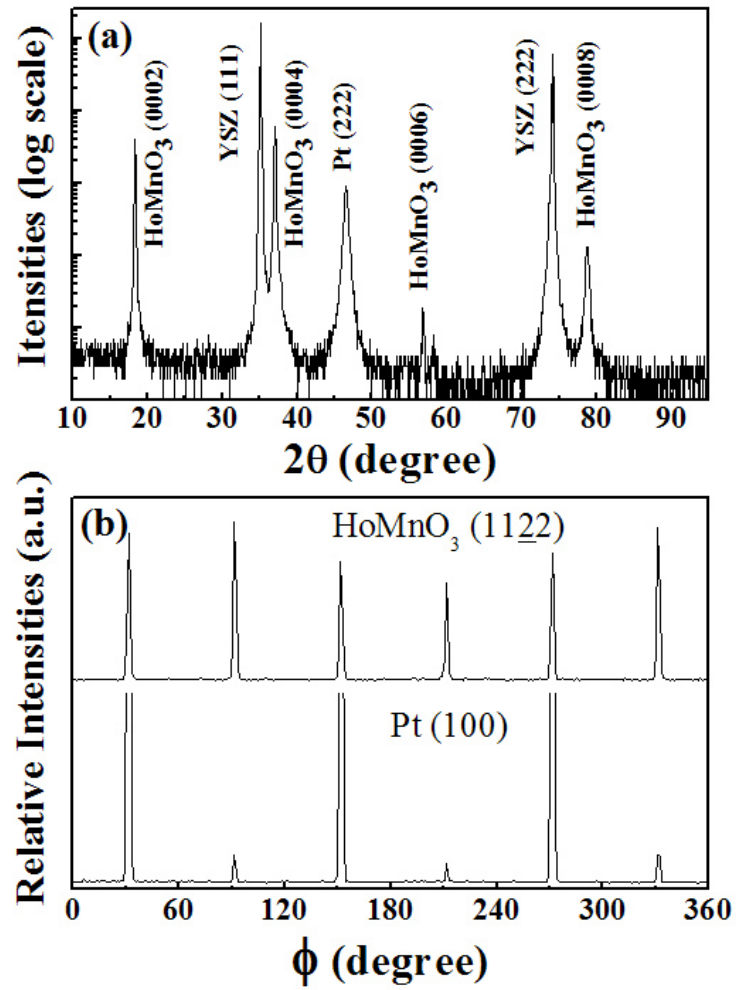 (a)
Itensities (log scale)
HoMnO3 (0002)
YSZ (111)
HoMnO3 (0004)
Pt (222)
HoMnO3 (0006)
YSZ (222)
HoMnO3 (0008)
10 20 30 40 50 60 70 80 90
2θ (degree)
(b)
Relative Intensities (a.u.)
HoMnO3 (1122)
Pt (100)
0 60 120 180 240 300 360
ϕ (degree)